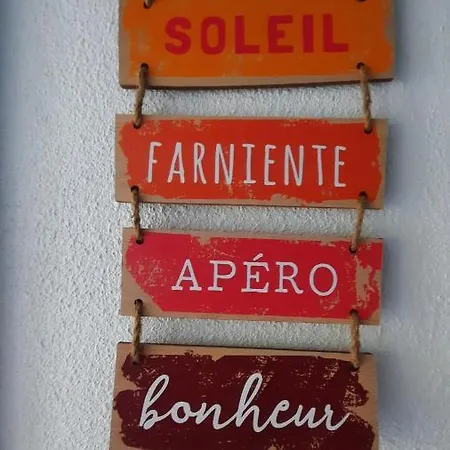 SOLEIL
FARNIENTE
APÉRO
bonheur